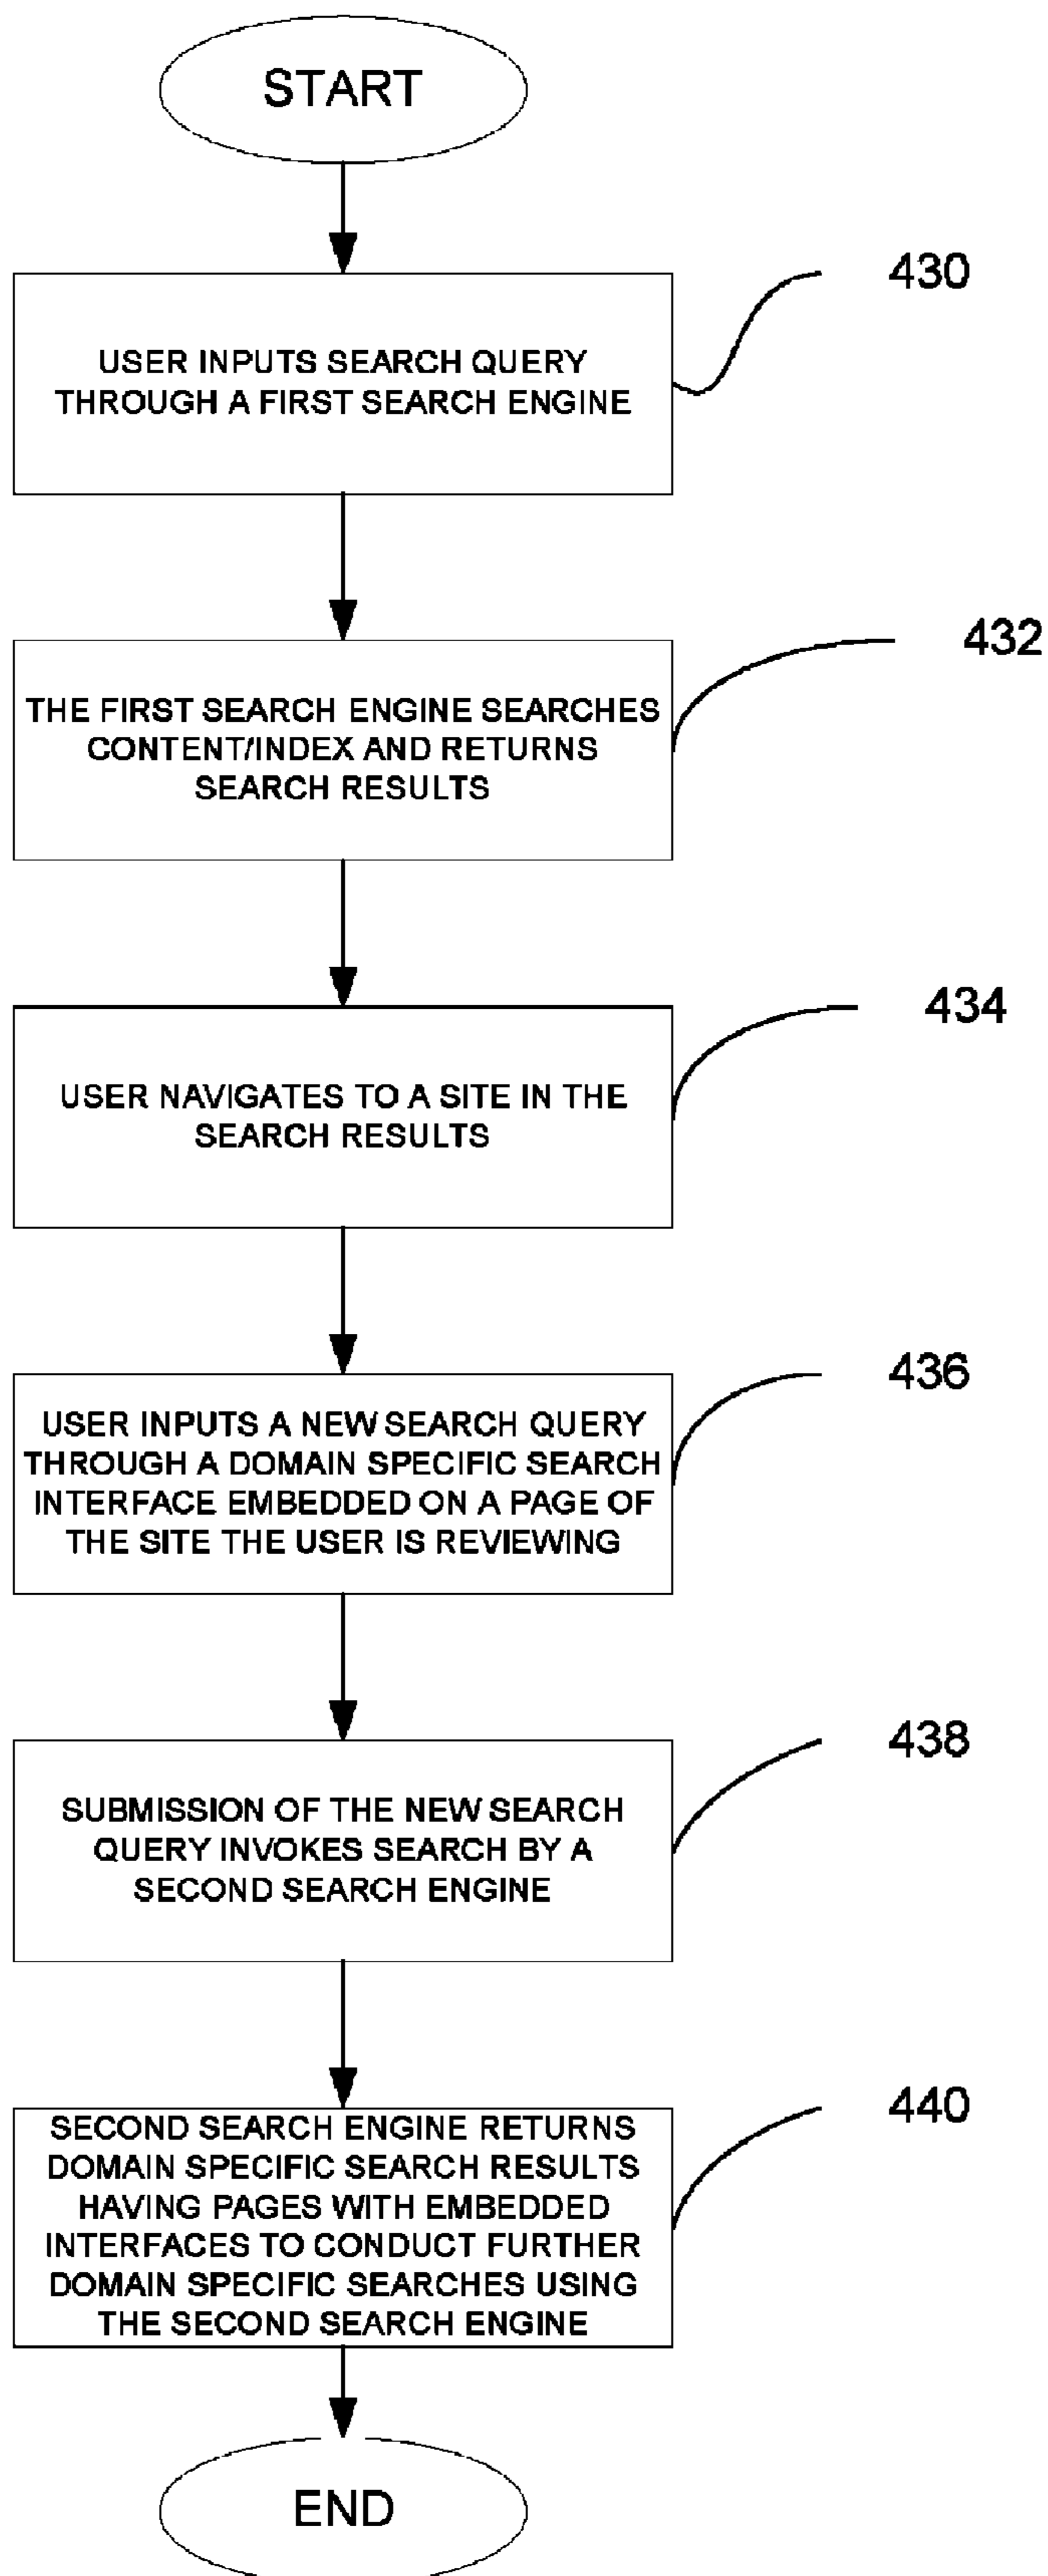 START
430
USER INPUTS SEARCH QUERY
THROUGH A FIRST SEARCH ENGINE
432
THE FIRST SEARCH ENGINE SEARCHES
CONTENT/INDEX AND RETURNS
SEARCH RESULTS
434
USER NAVIGATES TO A SITE IN THE
SEARCH RESULTS
436
USER INPUTS A NEW SEARCH QUERY
THROUGH A DOMAIN SPECIFIC SEARCH
INTERFACE EMBEDDED ON A PAGE OF
THE SITE THE USER IS REVIEWING
438
SUBMISSION OF THE NEW SEARCH
QUERY INVOKES SEARCH BY A
SECOND SEARCH ENGINE
440
SECOND SEARCH ENGINE RETURNS
DOMAIN SPECIFIC SEARCH RESULTS
HAVING PAGES WITH EMBEDDED
INTERFACES TO CONDUCT FURTHER
DOMAIN SPECIFIC SEARCHES USING
THE SECOND SEARCH ENGINE
END